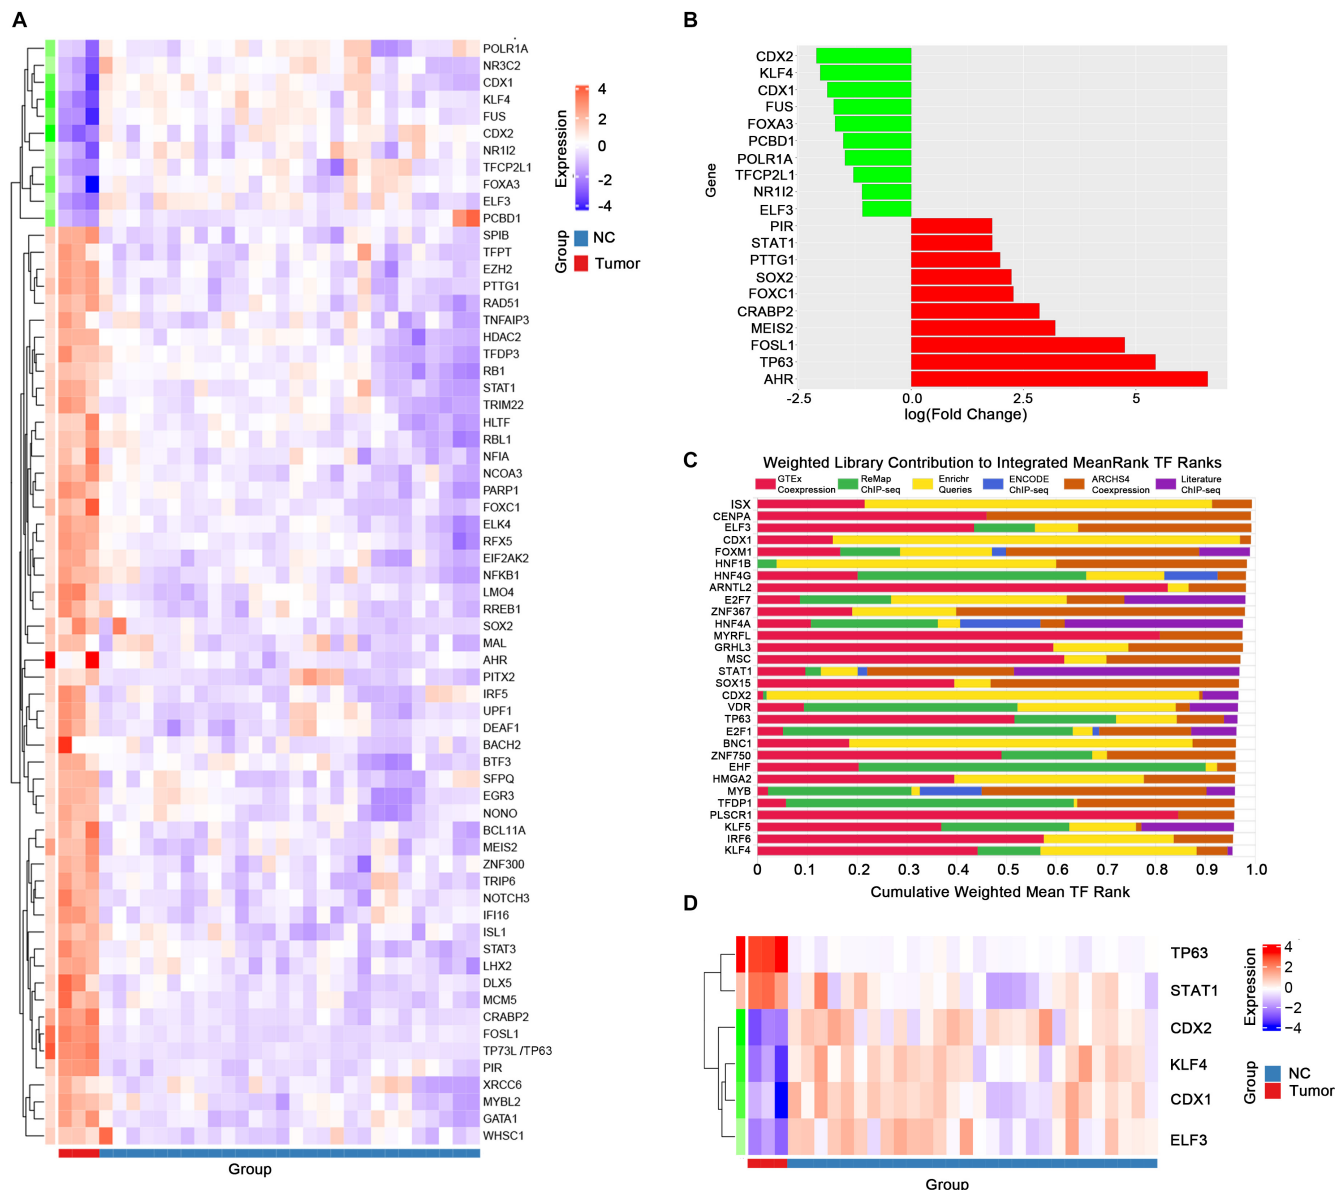 A
POLR1A
NR3C2
CDX1
KLF4
FUS
CDX2
NR1I2
TFCP2L1
FOXA3
ELF3
PCBD1
SPIB
TFPT
EZH2
PTTG1
RAD51
TNFAIP3
HDAC2
TFDP3
RB1
STAT1
TRIM22
HLTF
RBL1
NFIA
NCOA3
PARP1
FOXC1
ELK4
RFX5
EIF2AK2
NFKB1
LMO4
RREB1
SOX2
MAL
AHR
PITX2
IRF5
UPF1
DEAF1
BACH2
BTF3
SFPQ
EGR3
NONO
BCL11A
MEIS2
ZNF300
TRIP6
NOTCH3
IFI16
ISL1
STAT3
LHX2
DLX5
MCM5
CRABP2
FOSL1
TP73L /TP63
PIR
XRCC6
MYBL2
GATA1
WHSC1
Group
Expression
4
2
0
-2
-4
Group
NC
Tumor
B
Gene
CDX2
KLF4
CDX1
FUS
FOXA3
PCBD1
POLR1A
TFCP2L1
NR1I2
ELF3
PIR
STAT1
PTTG1
SOX2
FOXC1
CRABP2
MEIS2
FOSL1
TP63
AHR
-2.5 0.0 2.5 5
log(Fold Change)
C
Weighted Library Contribution to Integrated MeanRank TF Ranks
GTEx Coexpression
ReMap ChIP-seq
Enrichr Queries
ENCODE ChIP-seq
ARCHS4 Coexpression
Literature ChIP-seq
ISX
CENPA
ELF3
CDX1
FOXM1
HNF1B
HNF4G
ARNTL2
E2F7
ZNF367
HNF4A
MYRFL
GRHL3
MSC
STAT1
SOX15
CDX2
VDR
TP63
E2F1
BNC1
ZNF750
EHF
HMGA2
MYB
TFDP1
PLSCR1
KLF5
IRF6
KLF4
0 0.1 0.2 0.3 0.4 0.5 0.6 0.7 0.8 0.9 1.0
Cumulative Weighted Mean TF Rank
D
TP63
STAT1
CDX2
KLF4
CDX1
ELF3
Group
Expression
4
2
0
−2
−4
Group
NC
Tumor